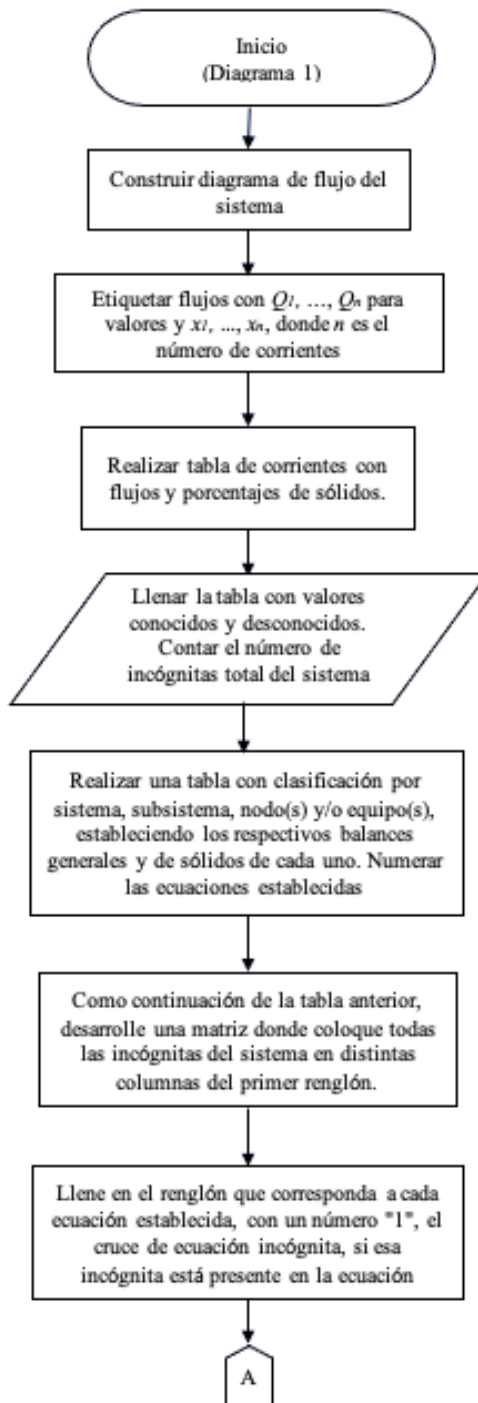 Inicio
(Diagrama 1)
Construir diagrama de flujo del
sistema
Etiquetar flujos con Q1, ..., Qn para
valores y x1, ..., xn, donde n es el
número de corrientes
Realizar tabla de corrientes con
flujos y porcentajes de sólidos.
Llenar la tabla con valores
conocidos y desconocidos.
Contar el número de
incógnitas total del sistema
Realizar una tabla con clasificación por
sistema, subsistema, nodo(s) y/o equipo(s),
estableciendo los respectivos balances
generales y de sólidos de cada uno. Numerar
las ecuaciones establecidas
Como continuación de la tabla anterior,
desarrolle una matriz donde coloque todas
las incógnitas del sistema en distintas
columnas del primer renglón.
Llene en el renglón que corresponda a cada
ecuación establecida, con un número "1", el
cruce de ecuación incógnita, si esa
incógnita está presente en la ecuación
A